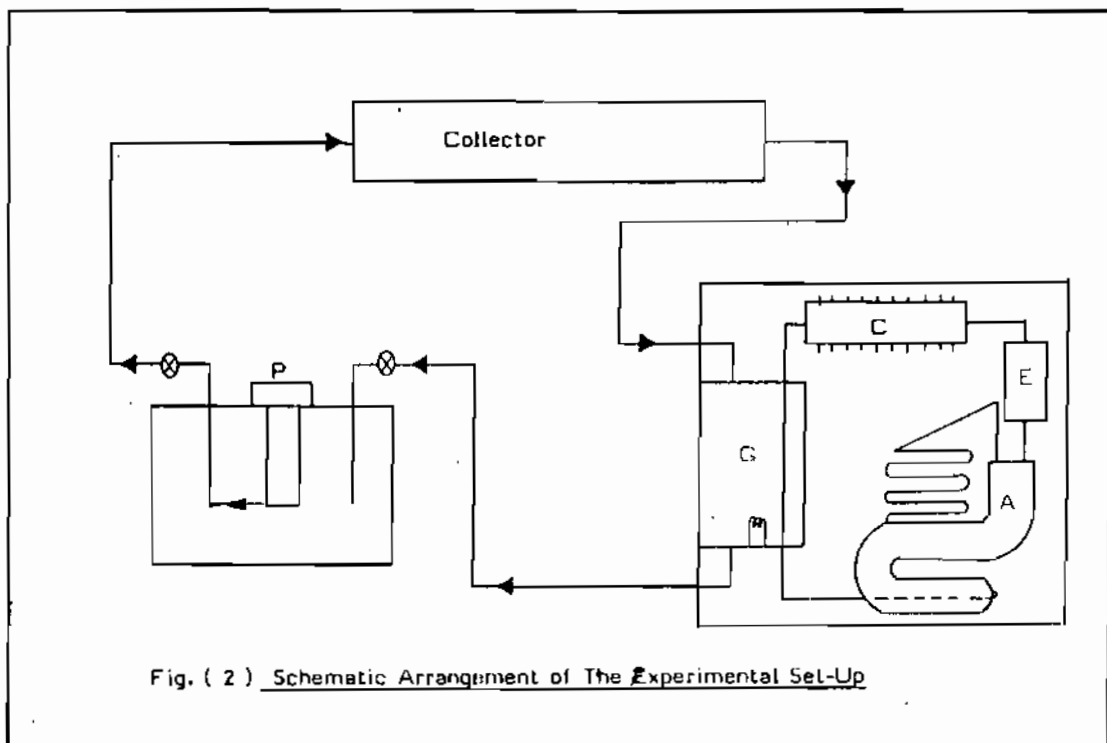 Collector
C
P
E
G
A
Fig. ( 2 ) Schematic Arrangement of The Experimental Set-Up